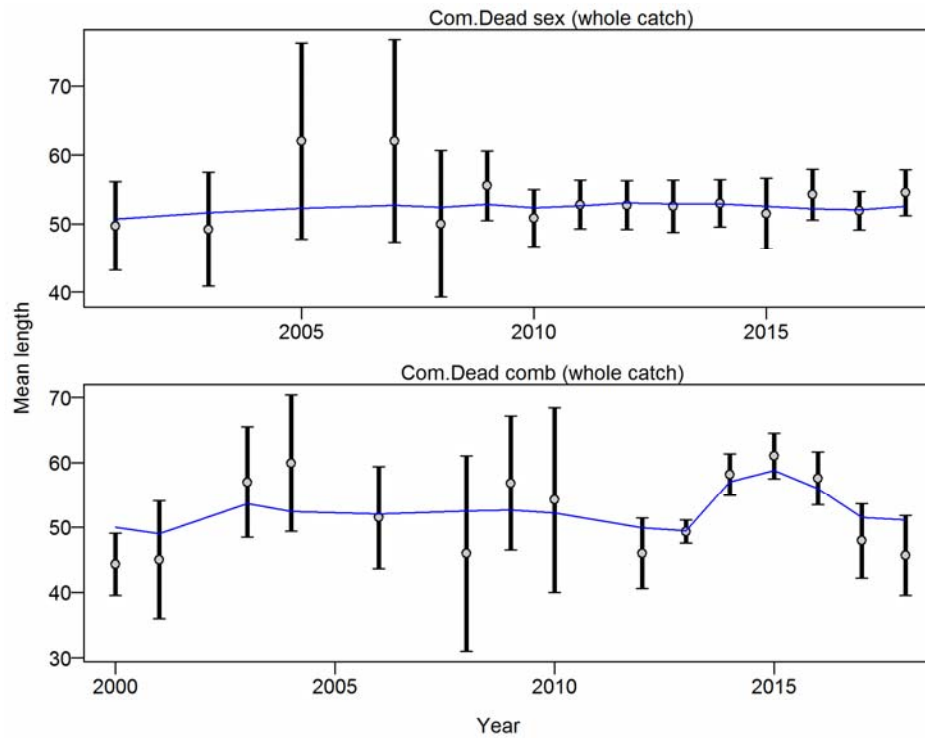 Com.Dead sex (whole catch)
70
60
50
40
2005 2010 2015
Mean length
Com.Dead comb (whole catch)
70
60
50
40
30
2000 2005 2010 2015
Year